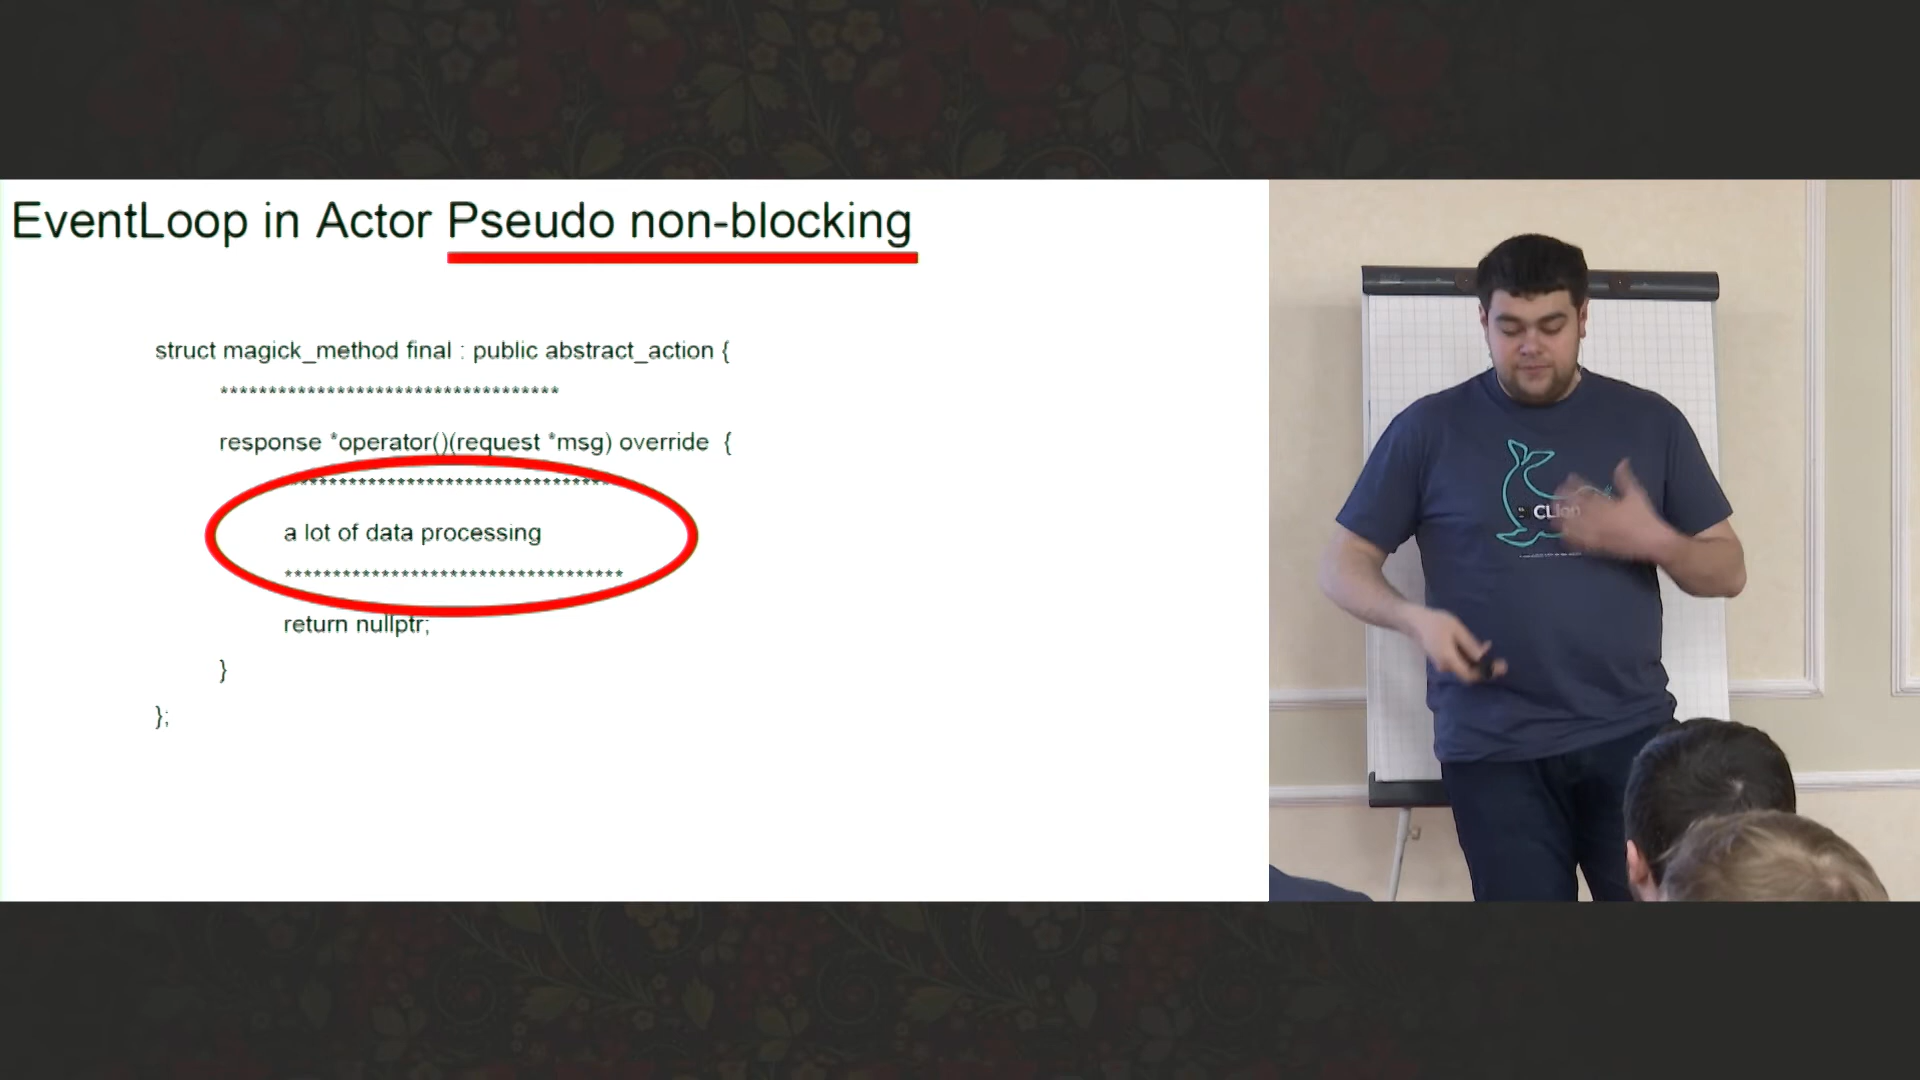 EventLoop in Actor Pseudo non-blocking
struct magick_method final : public abstract_action {
***********************************
response *operator()(request *msg) override {
***********************************
a lot of data processing
***********************************
return nullptr;
}
};
CLion